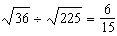 √36 ÷ √225 = 6/15